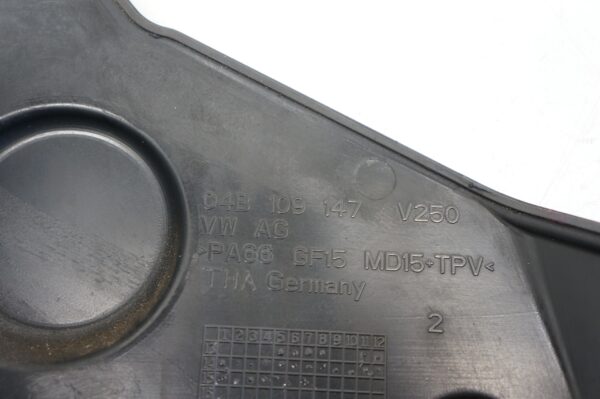 04B 109 147 V250
VW AG
>PA66 GF15 MD15+TPV<
THA Germany
2
1 2 3 4 5 6 7 8 9 10 11 12